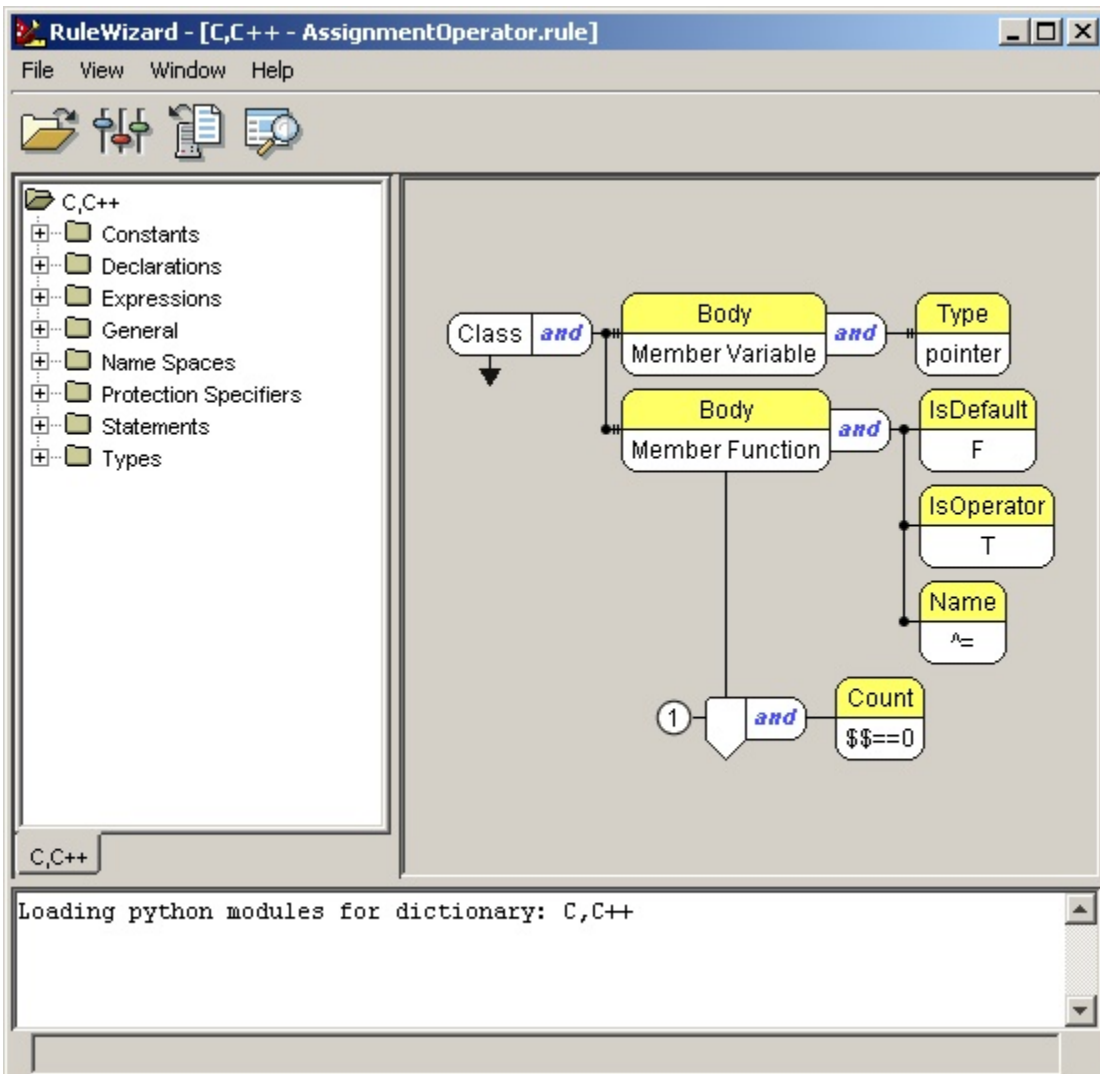 RuleWizard - [C,C++ - AssignmentOperator.rule]
File View Window Help
C,C++
Constants
Declarations
Expressions
General
Name Spaces
Protection Specifiers
Statements
Types
C,C++
Class and
Body
Member Variable
and
Type
pointer
Body
Member Function
and
IsDefault
F
IsOperator
T
Name
^=
1
and
Count
$$==0
Loading python modules for dictionary: C,C++